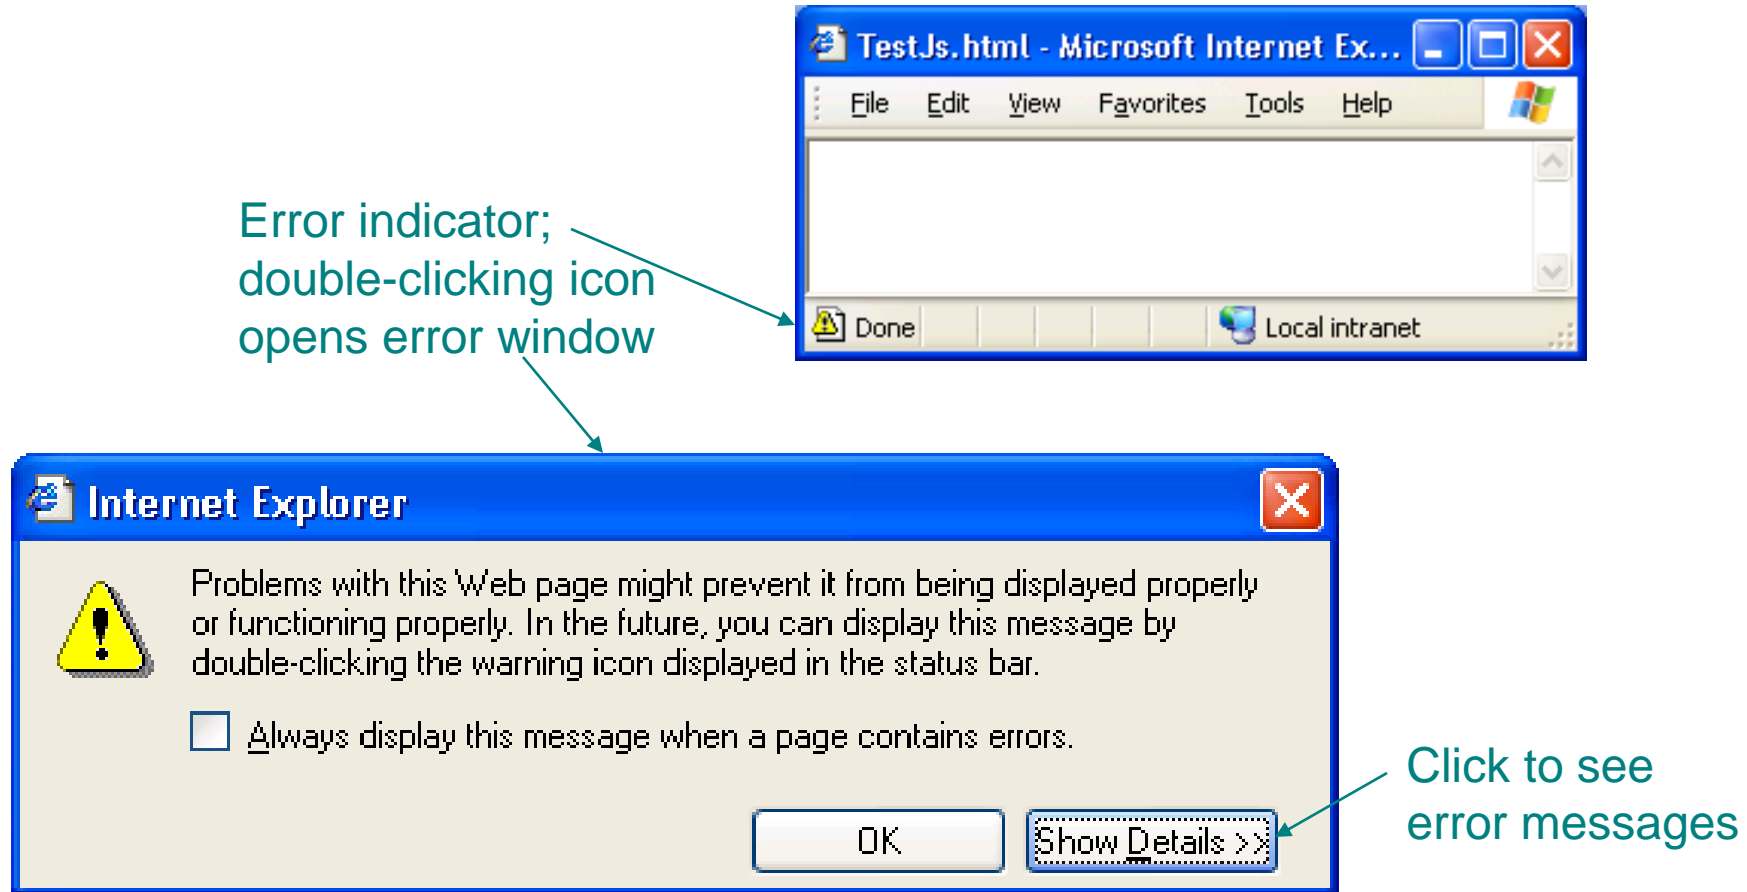 TestJs.html - Microsoft Internet Ex...
File Edit View Favorites Tools Help
Done
Local intranet
Error indicator;
double-clicking icon
opens error window
Internet Explorer
Problems with this Web page might prevent it from being displayed properly
or functioning properly. In the future, you can display this message by
double-clicking the warning icon displayed in the status bar.
Always display this message when a page contains errors.
OK
Show Details >>
Click to see
error messages